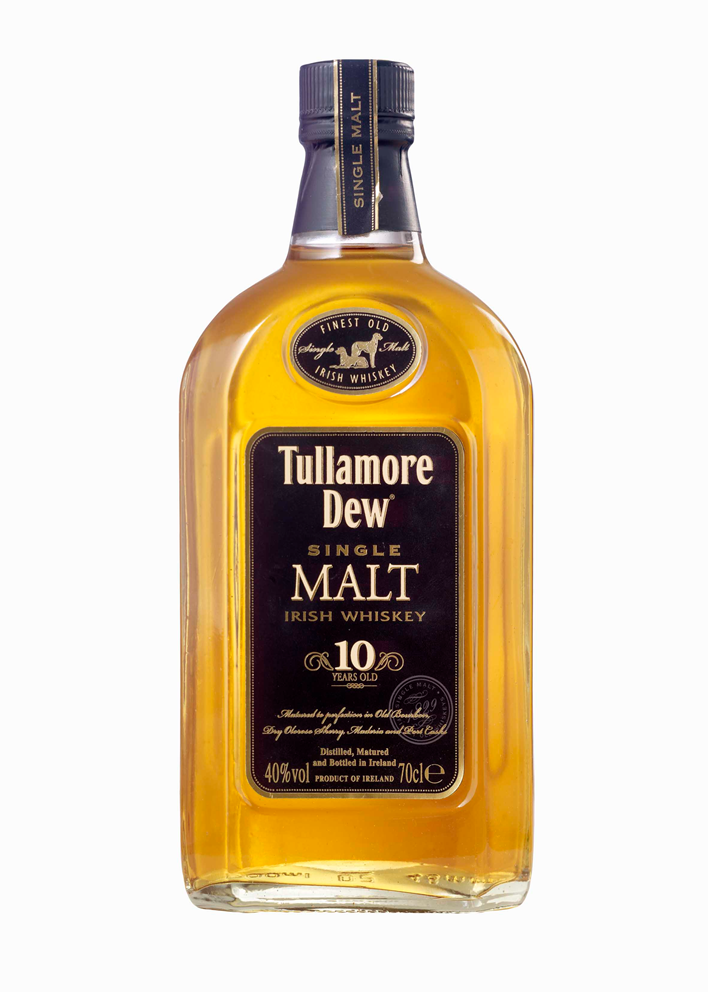 SINGLE MALT
FINEST OLD
Single Malt
IRISH WHISKEY
Tullamore
Dew®
SINGLE
MALT
IRISH WHISKEY
10
YEARS OLD
Matured to perfection in Old Bourbon,
Dry Oloroso Sherry, Maderia and Port Casks
Distilled, Matured
and Bottled in Ireland
40%vol PRODUCT OF IRELAND 70cl e